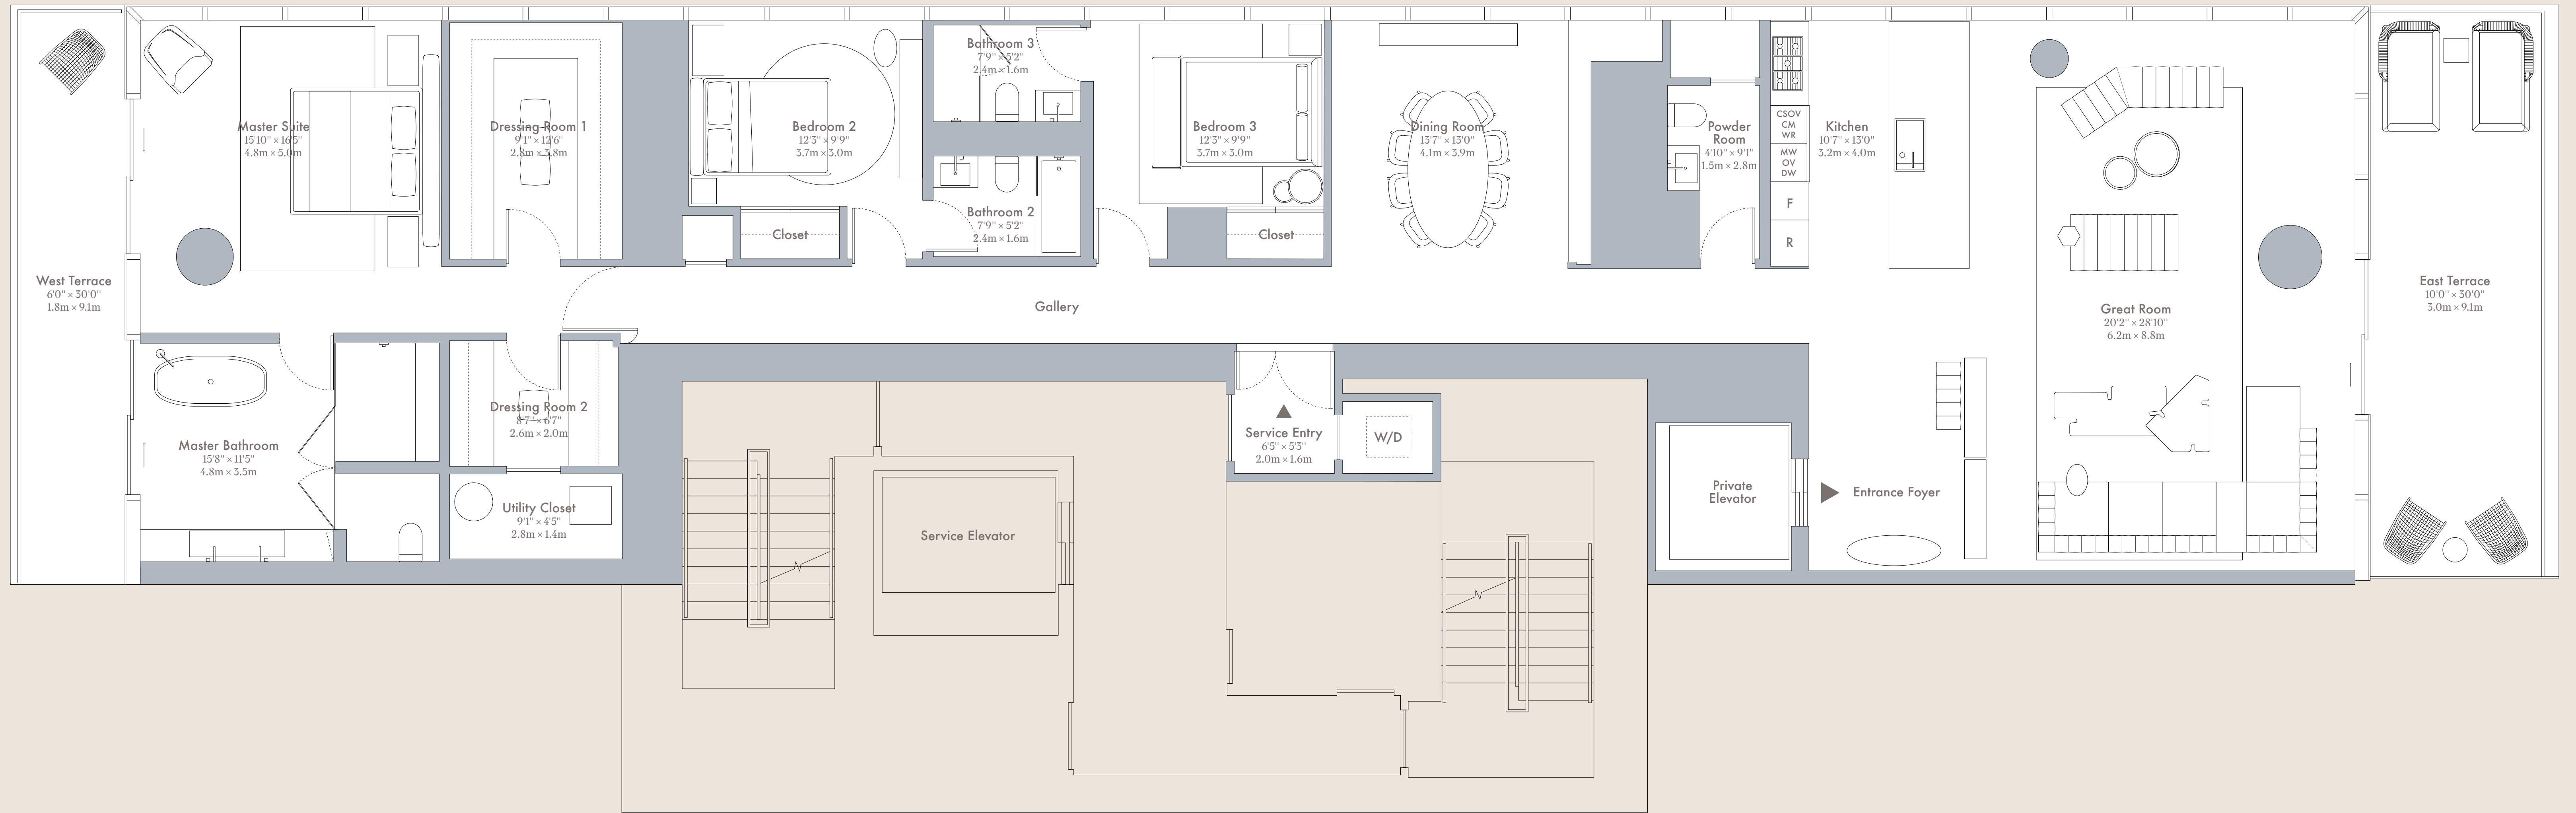 West Terrace
6'0" × 30'0"
1.8m × 9.1m
Master Suite
15'10" × 16'5"
4.8m × 5.0m
Dressing Room 1
9'1" × 12'6"
2.8m × 3.8m
Bedroom 2
12'3" × 9'9"
3.7m × 3.0m
Closet
Bathroom 3
7'9" × 5'2"
2.4m × 1.6m
Bathroom 2
7'9" × 5'2"
2.4m × 1.6m
Bedroom 3
12'3" × 9'9"
3.7m × 3.0m
Closet
Dining Room
13'7" × 13'0"
4.1m × 3.9m
Powder
Room
4'10" × 9'1"
1.5m × 2.8m
CSOV
CM
WR
MW
OV
DW
F
R
Kitchen
10'7" × 13'0"
3.2m × 4.0m
Great Room
20'2" × 28'10"
6.2m × 8.8m
East Terrace
10'0" × 30'0"
3.0m × 9.1m
Gallery
Master Bathroom
15'8" × 11'5"
4.8m × 3.5m
Dressing Room 2
8'7" × 6'7"
2.6m × 2.0m
Utility Closet
9'1" × 4'5"
2.8m × 1.4m
Service Elevator
Service Entry
6'5" × 5'3"
2.0m × 1.6m
W/D
Private
Elevator
Entrance Foyer